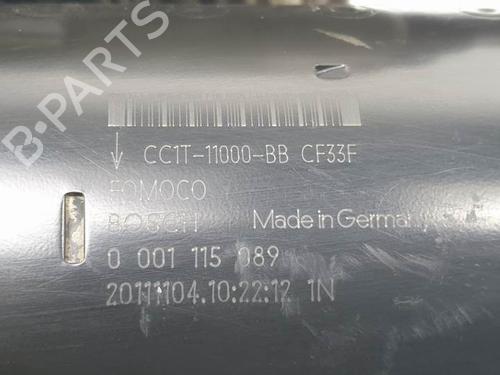 CC1T-11000-BB CF33F
FOMOCO
BOSCH Made in Germany
0 001 115 089
20111104.10:22:12 1N
B-PARTS